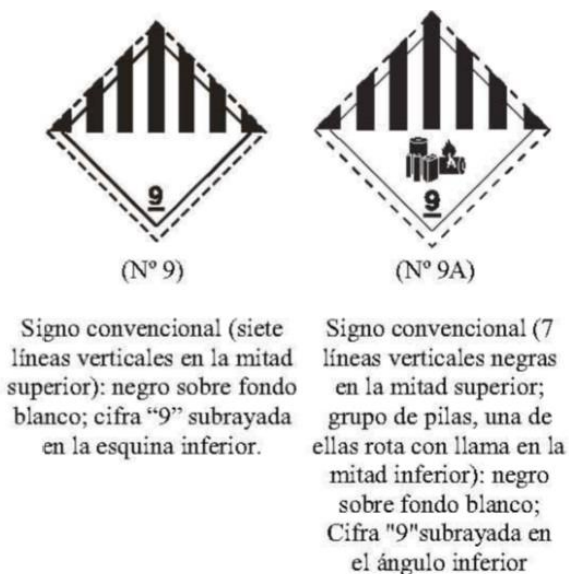 9
(Nº 9)
Signo convencional (siete
líneas verticales en la mitad
superior): negro sobre fondo
blanco; cifra “9” subrayada
en la esquina inferior.
9
(Nº 9A)
Signo convencional (7
líneas verticales negras
en la mitad superior;
grupo de pilas, una de
ellas rota con llama en la
mitad inferior): negro
sobre fondo blanco;
Cifra "9"subrayada en
el ángulo inferior